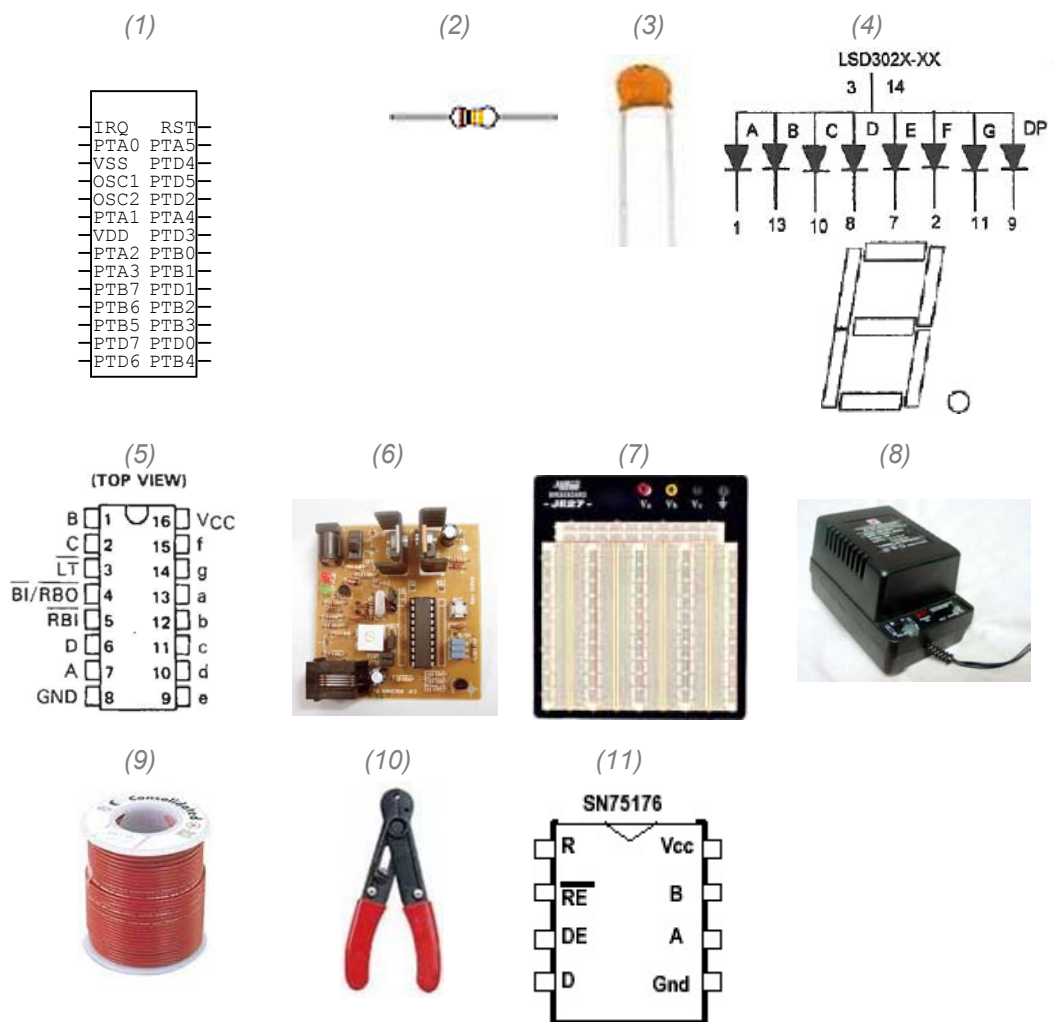 (1)
(2)
(3)
(4)
IRQ RST
PTA0 PTA5
VSS PTD4
OSC1 PTD5
OSC2 PTD2
PTA1 PTA4
VDD PTD3
PTA2 PTB0
PTA3 PTB1
PTB7 PTD1
PTB6 PTB2
PTB5 PTB3
PTD7 PTD0
PTD6 PTB4
LSD302X-XX
3 14
A B C D E F G DP
1 13 10 8 7 2 11 9
(5)
(6)
(7)
(8)
(TOP VIEW)
B 1 16 VCC
C 2 15 f
LT 3 14 g
BI/RBO 4 13 a
RBI 5 12 b
D 6 11 c
A 7 10 d
GND 8 9 e
-JE27-
(9)
(10)
(11)
Consolidated
SN75176
R Vcc
RE B
DE A
D Gnd